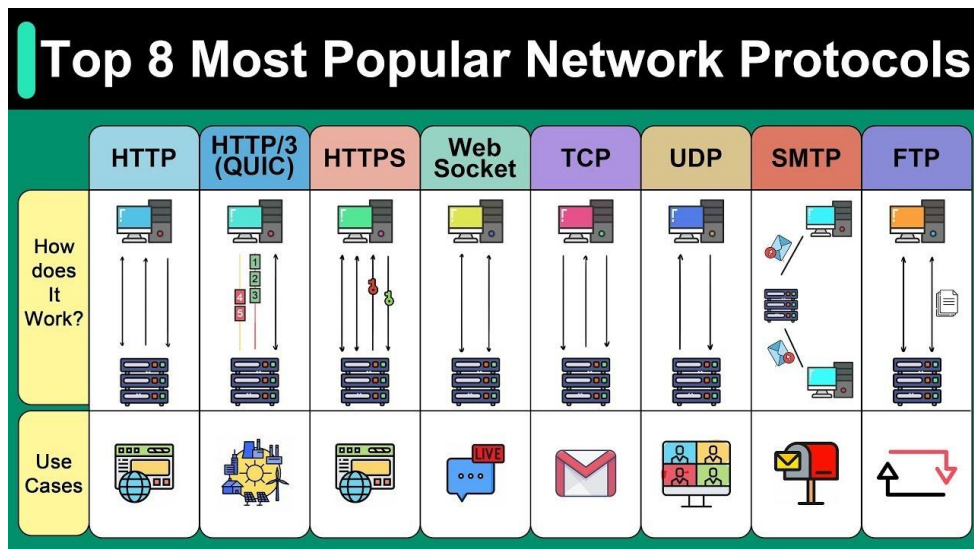 Top 8 Most Popular Network Protocols
HTTP
HTTP/3
(QUIC)
HTTPS
Web
Socket
TCP
UDP
SMTP
FTP
How
does
It
Work?
1
2
3
4
5
Use
Cases
LIVE